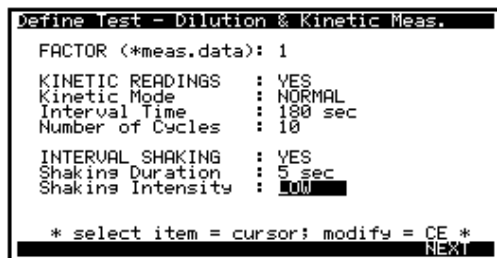 Define Test - Dilution & Kinetic Meas.
FACTOR (*meas.data): 1
KINETIC READINGS : YES
Kinetic Mode : NORMAL
Interval Time : 180 sec
Number of Cycles : 10
INTERVAL SHAKING : YES
Shaking Duration : 5 sec
Shaking Intensity : LOW
* select item = cursor; modify = CE *
NEXT